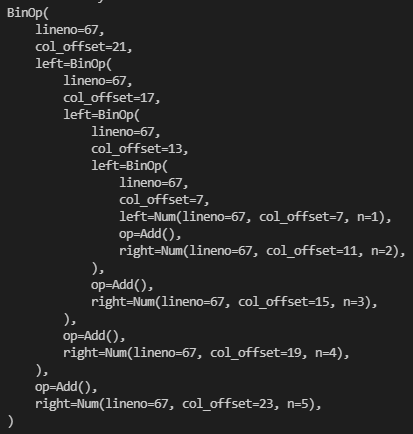 BinOp(
    lineno=67,
    col_offset=21,
    left=BinOp(
        lineno=67,
        col_offset=17,
        left=BinOp(
            lineno=67,
            col_offset=13,
            left=BinOp(
                lineno=67,
                col_offset=7,
                left=Num(lineno=67, col_offset=7, n=1),
                op=Add(),
                right=Num(lineno=67, col_offset=11, n=2),
            ),
            op=Add(),
            right=Num(lineno=67, col_offset=15, n=3),
        ),
        op=Add(),
        right=Num(lineno=67, col_offset=19, n=4),
    ),
    op=Add(),
    right=Num(lineno=67, col_offset=23, n=5),
)